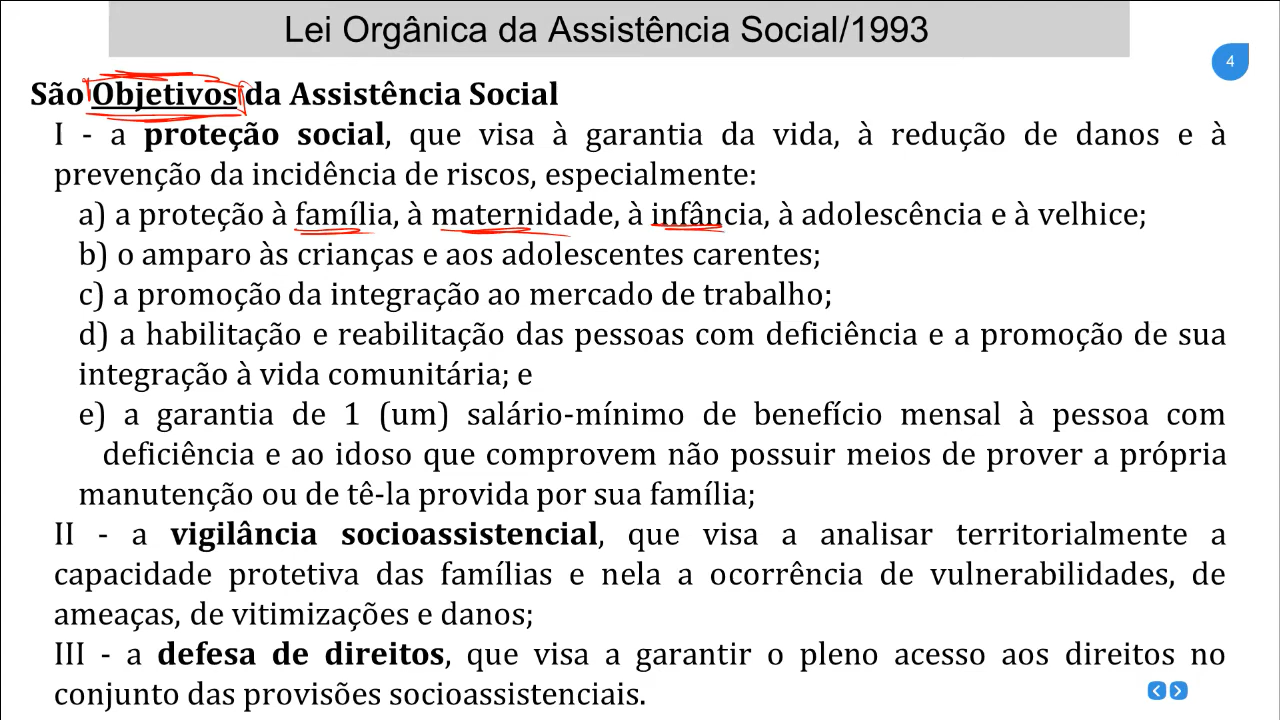 Lei Orgânica da Assistência Social/1993
4
São Objetivos da Assistência Social
I - a proteção social, que visa à garantia da vida, à redução de danos e à
prevenção da incidência de riscos, especialmente:
a) a proteção à família, à maternidade, à infância, à adolescência e à velhice;
b) o amparo às crianças e aos adolescentes carentes;
c) a promoção da integração ao mercado de trabalho;
d) a habilitação e reabilitação das pessoas com deficiência e a promoção de sua
integração à vida comunitária; e
e) a garantia de 1 (um) salário-mínimo de benefício mensal à pessoa com
deficiência e ao idoso que comprovem não possuir meios de prover a própria
manutenção ou de tê-la provida por sua família;
II - a vigilância socioassistencial, que visa a analisar territorialmente a
capacidade protetiva das famílias e nela a ocorrência de vulnerabilidades, de
ameaças, de vitimizações e danos;
III - a defesa de direitos, que visa a garantir o pleno acesso aos direitos no
conjunto das provisões socioassistenciais.